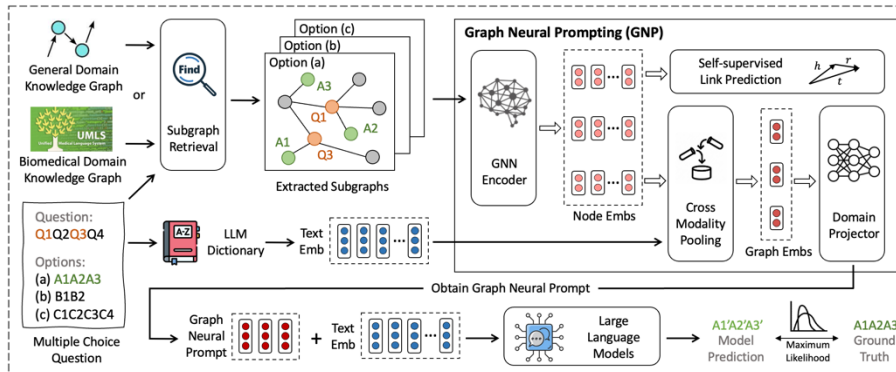 General Domain
Knowledge Graph
or
UMLS
Biomedical Domain
Knowledge Graph
Find
Subgraph
Retrieval
Option (c)
Option (b)
Option (a)
A3
Q1
A2
A1
Q3
Extracted Subgraphs
Graph Neural Prompting (GNP)
GNN
Encoder
Node Embs
Self-supervised
Link Prediction
h
r
t
Cross
Modality
Pooling
Graph Embs
Domain
Projector
Question:
Q1Q2Q3Q4
Options:
(a) A1A2A3
(b) B1B2
(c) C1C2C3C4
Multiple Choice
Question
A-Z
LLM
Dictionary
Text
Emb
Obtain Graph Neural Prompt
Graph
Neural
Prompt
+
Text
Emb
Large
Language
Models
A1'A2'A3'
Model
Prediction
Maximum
Likelihood
A1A2A3
Ground
Truth